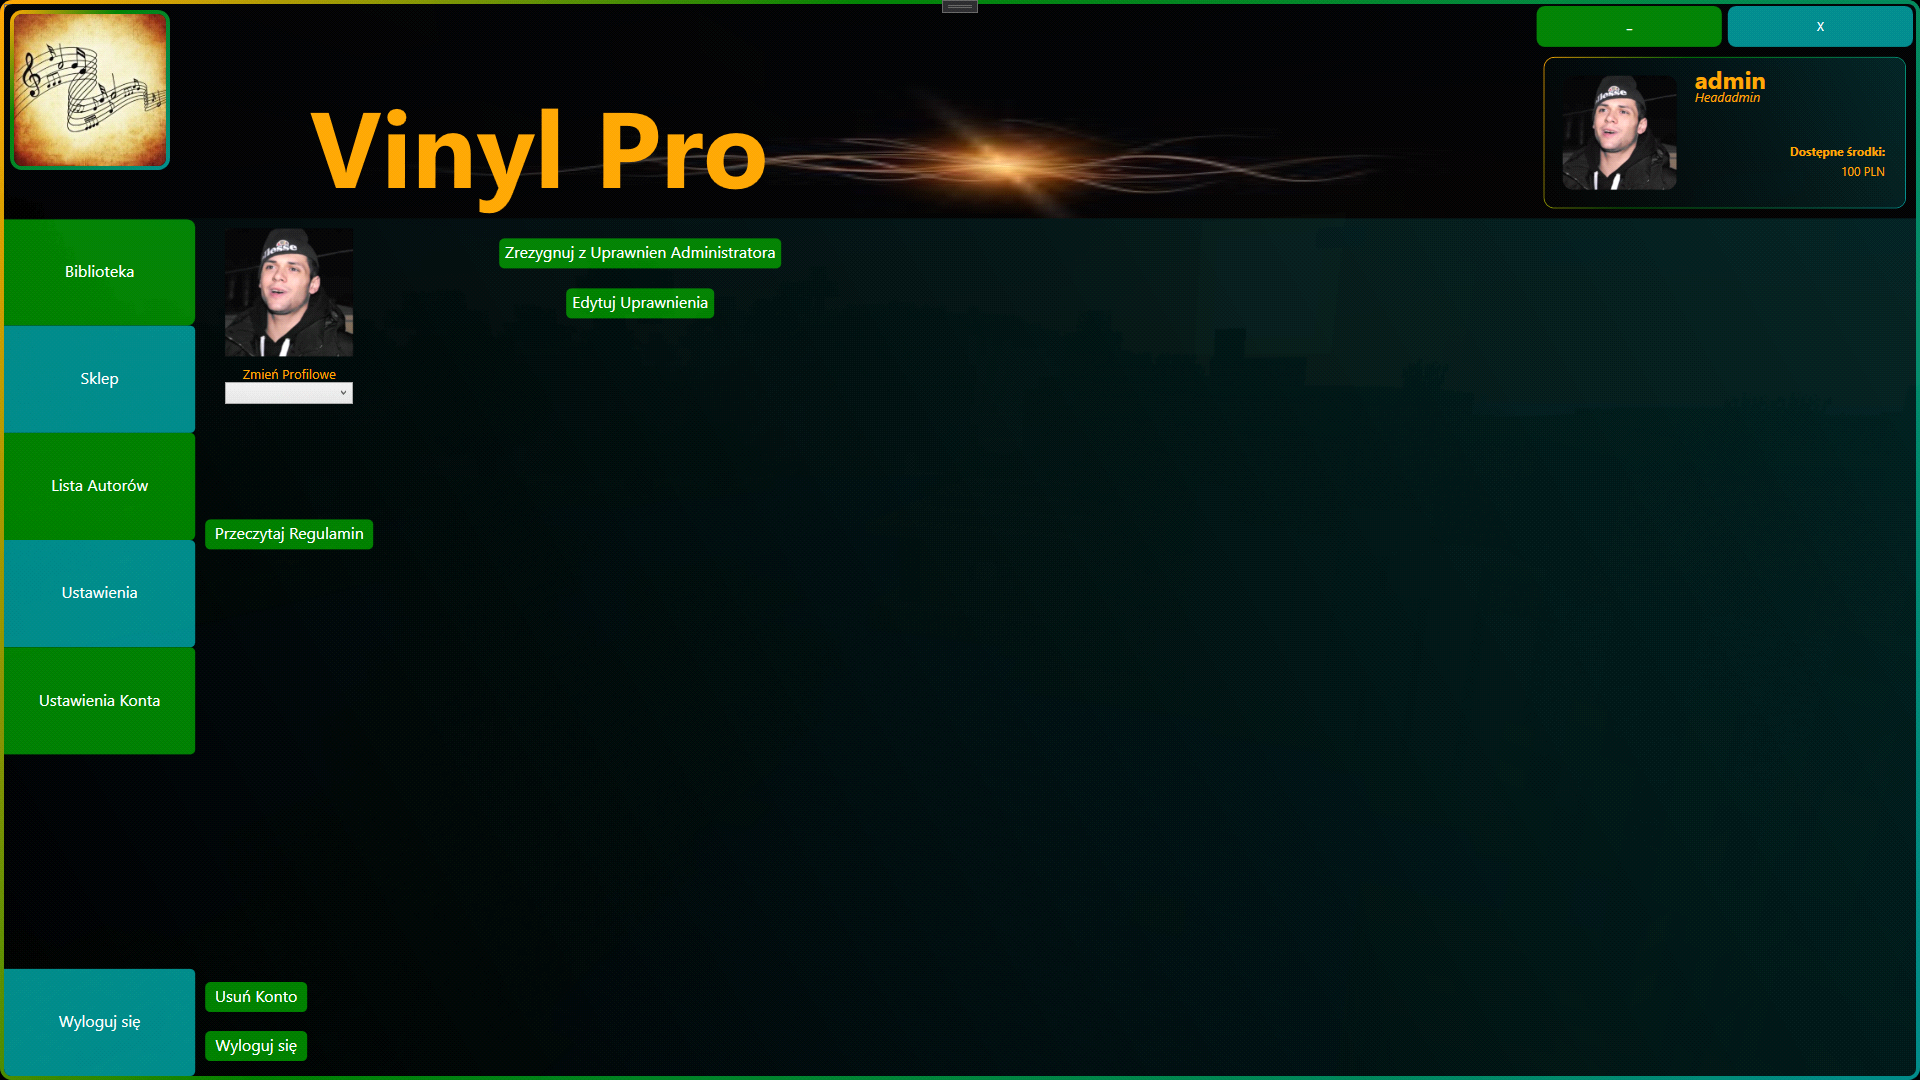 _
X
Vinyl Pro
admin
Headadmin
Dostępne środki:
100 PLN
Biblioteka
Sklep
Lista Autorów
Ustawienia
Ustawienia Konta
Wyloguj się
Zmień Profilowe
Zrezygnuj z Uprawnien Administratora
Edytuj Uprawnienia
Przeczytaj Regulamin
Usuń Konto
Wyloguj się